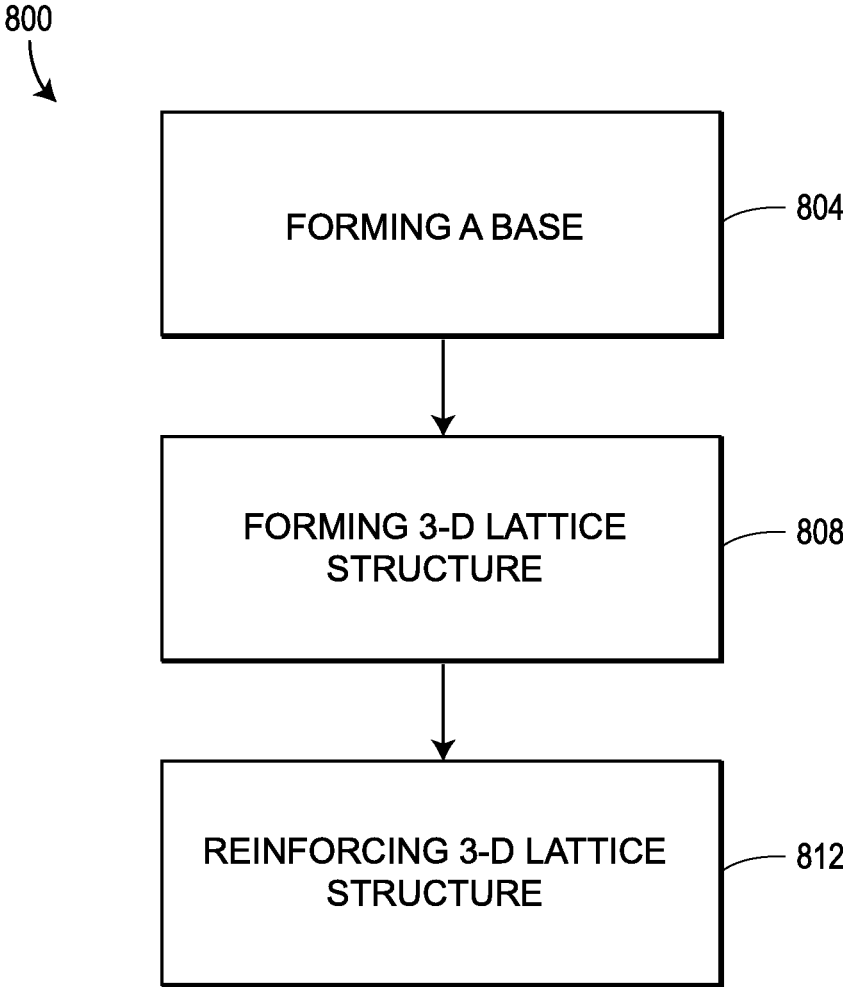 800
FORMING A BASE
804
FORMING 3-D LATTICE
STRUCTURE
808
REINFORCING 3-D LATTICE
STRUCTURE
812